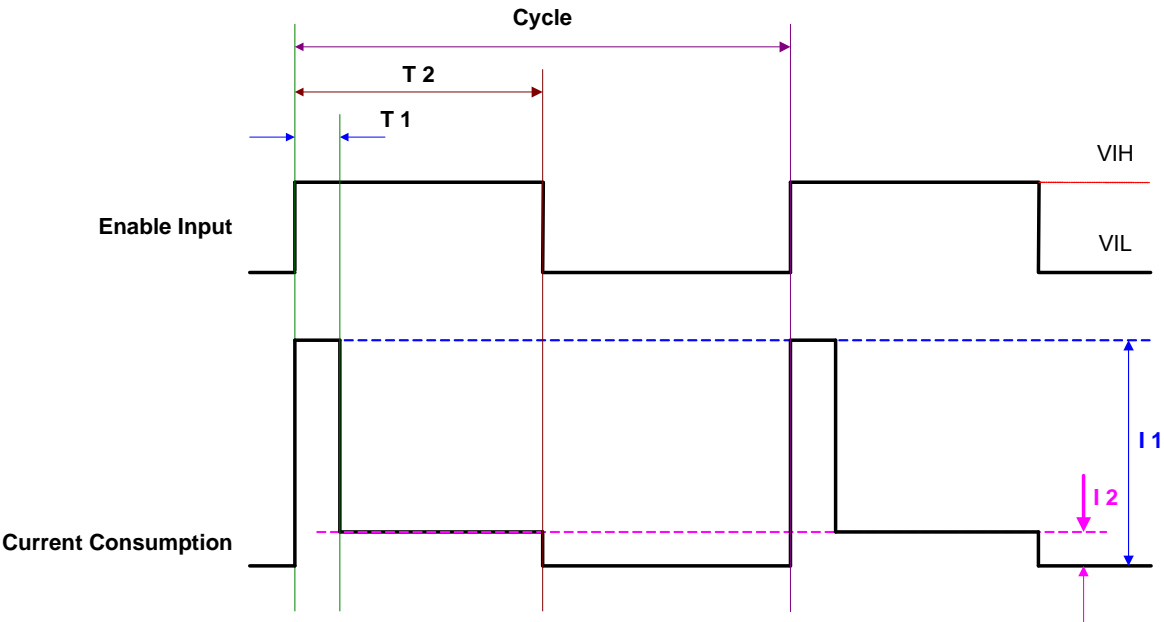 Cycle
T 2
T 1
VIH
Enable Input
VIL
I 1
I 2
Current Consumption